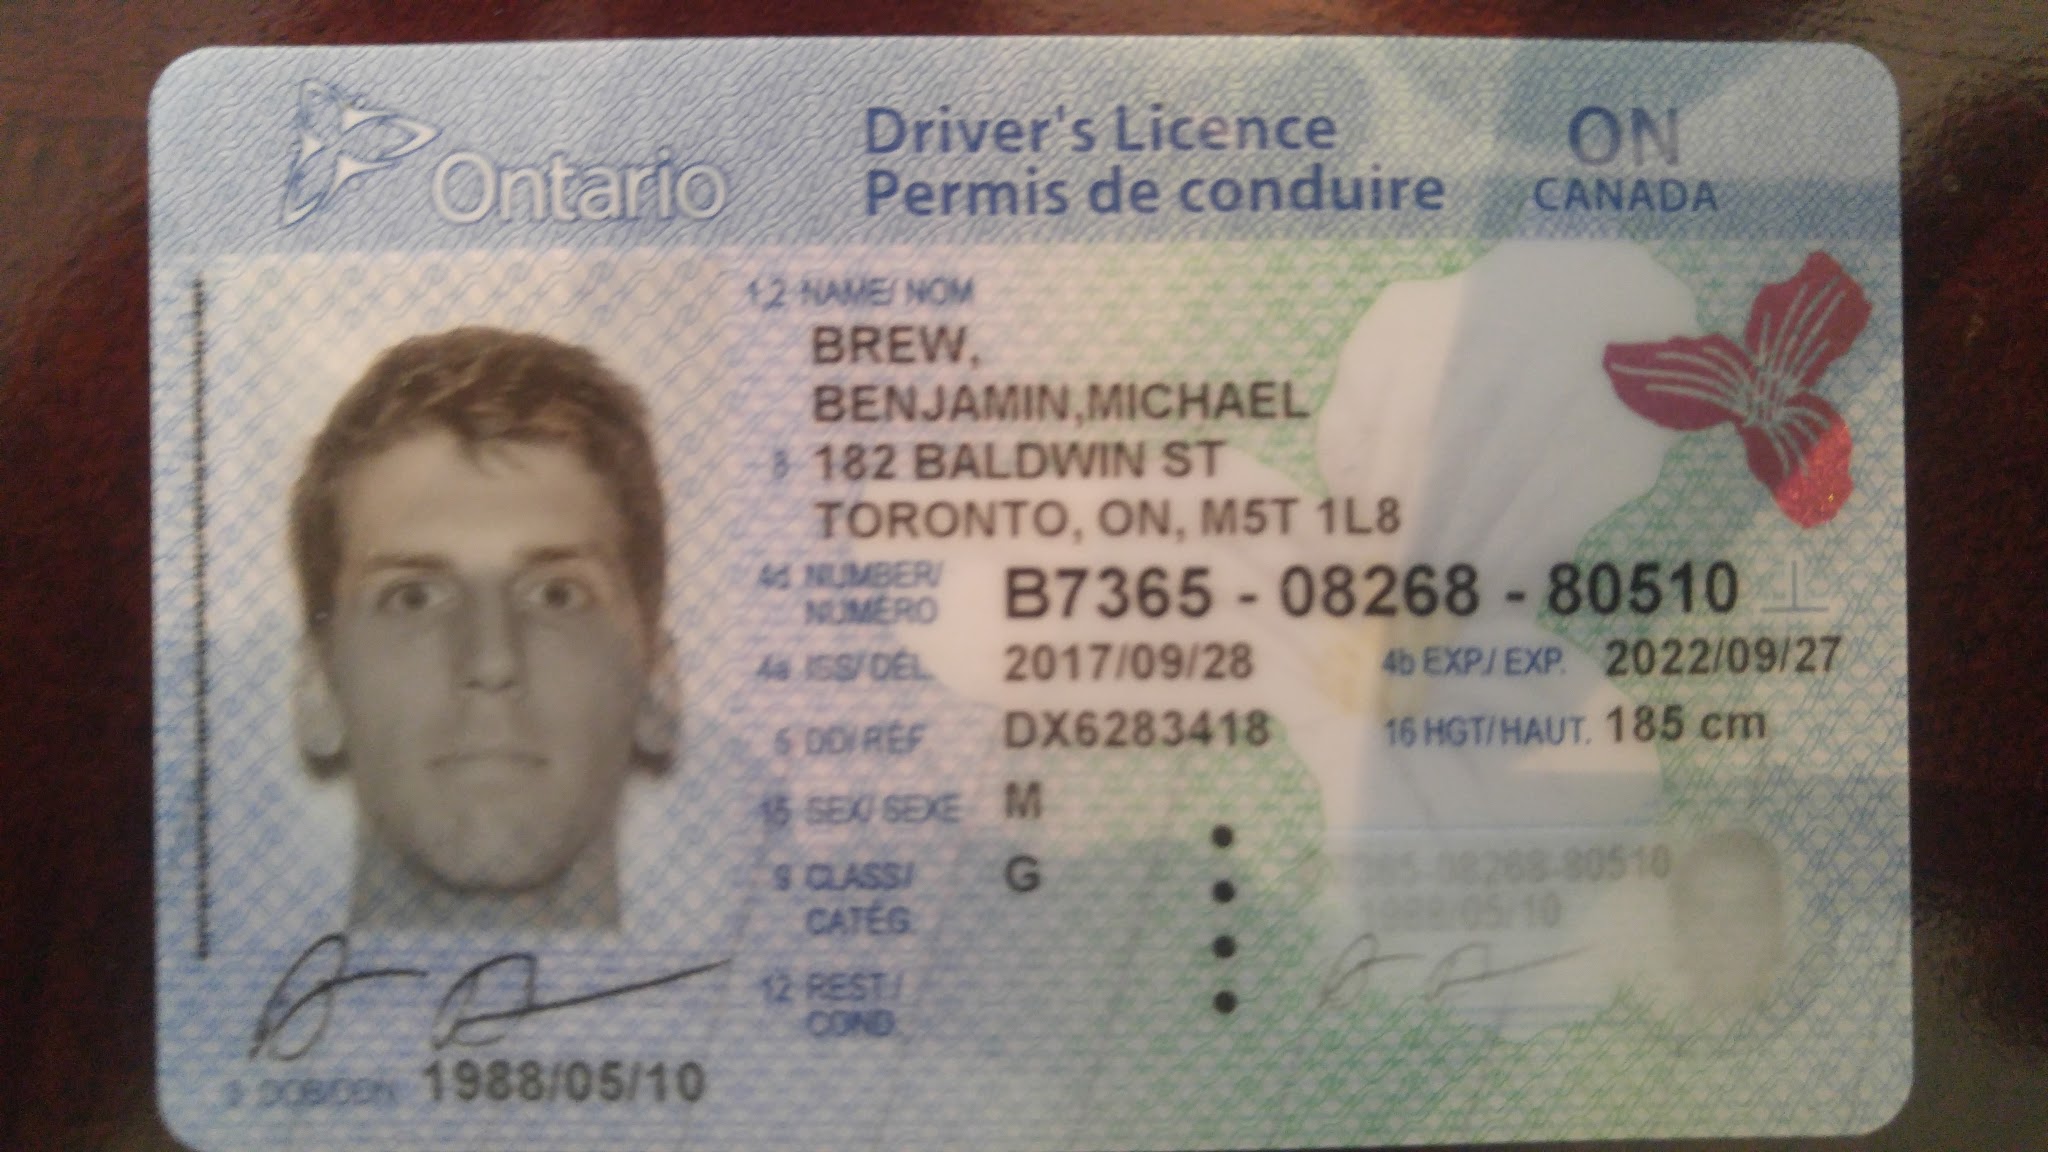 Ontario
Driver's Licence
Permis de conduire
ON
CANADA
1,2 NAME/ NOM
BREW,
BENJAMIN,MICHAEL
8 182 BALDWIN ST
TORONTO, ON, M5T 1L8
4d NUMBER/
NUMÉRO
B7365 - 08268 - 80510
4a ISS/ DÉL. 2017/09/28 4b EXP./ EXP. 2022/09/27
5 DD/ RÉF. DX6283418 16 HGT/HAUT. 185 cm
15 SEX/ SEXE M
9 CLASS/ G
CATÉG.
12 REST./
COND.
08268-80510
1988/05/10
3 DOB/DDN 1988/05/10